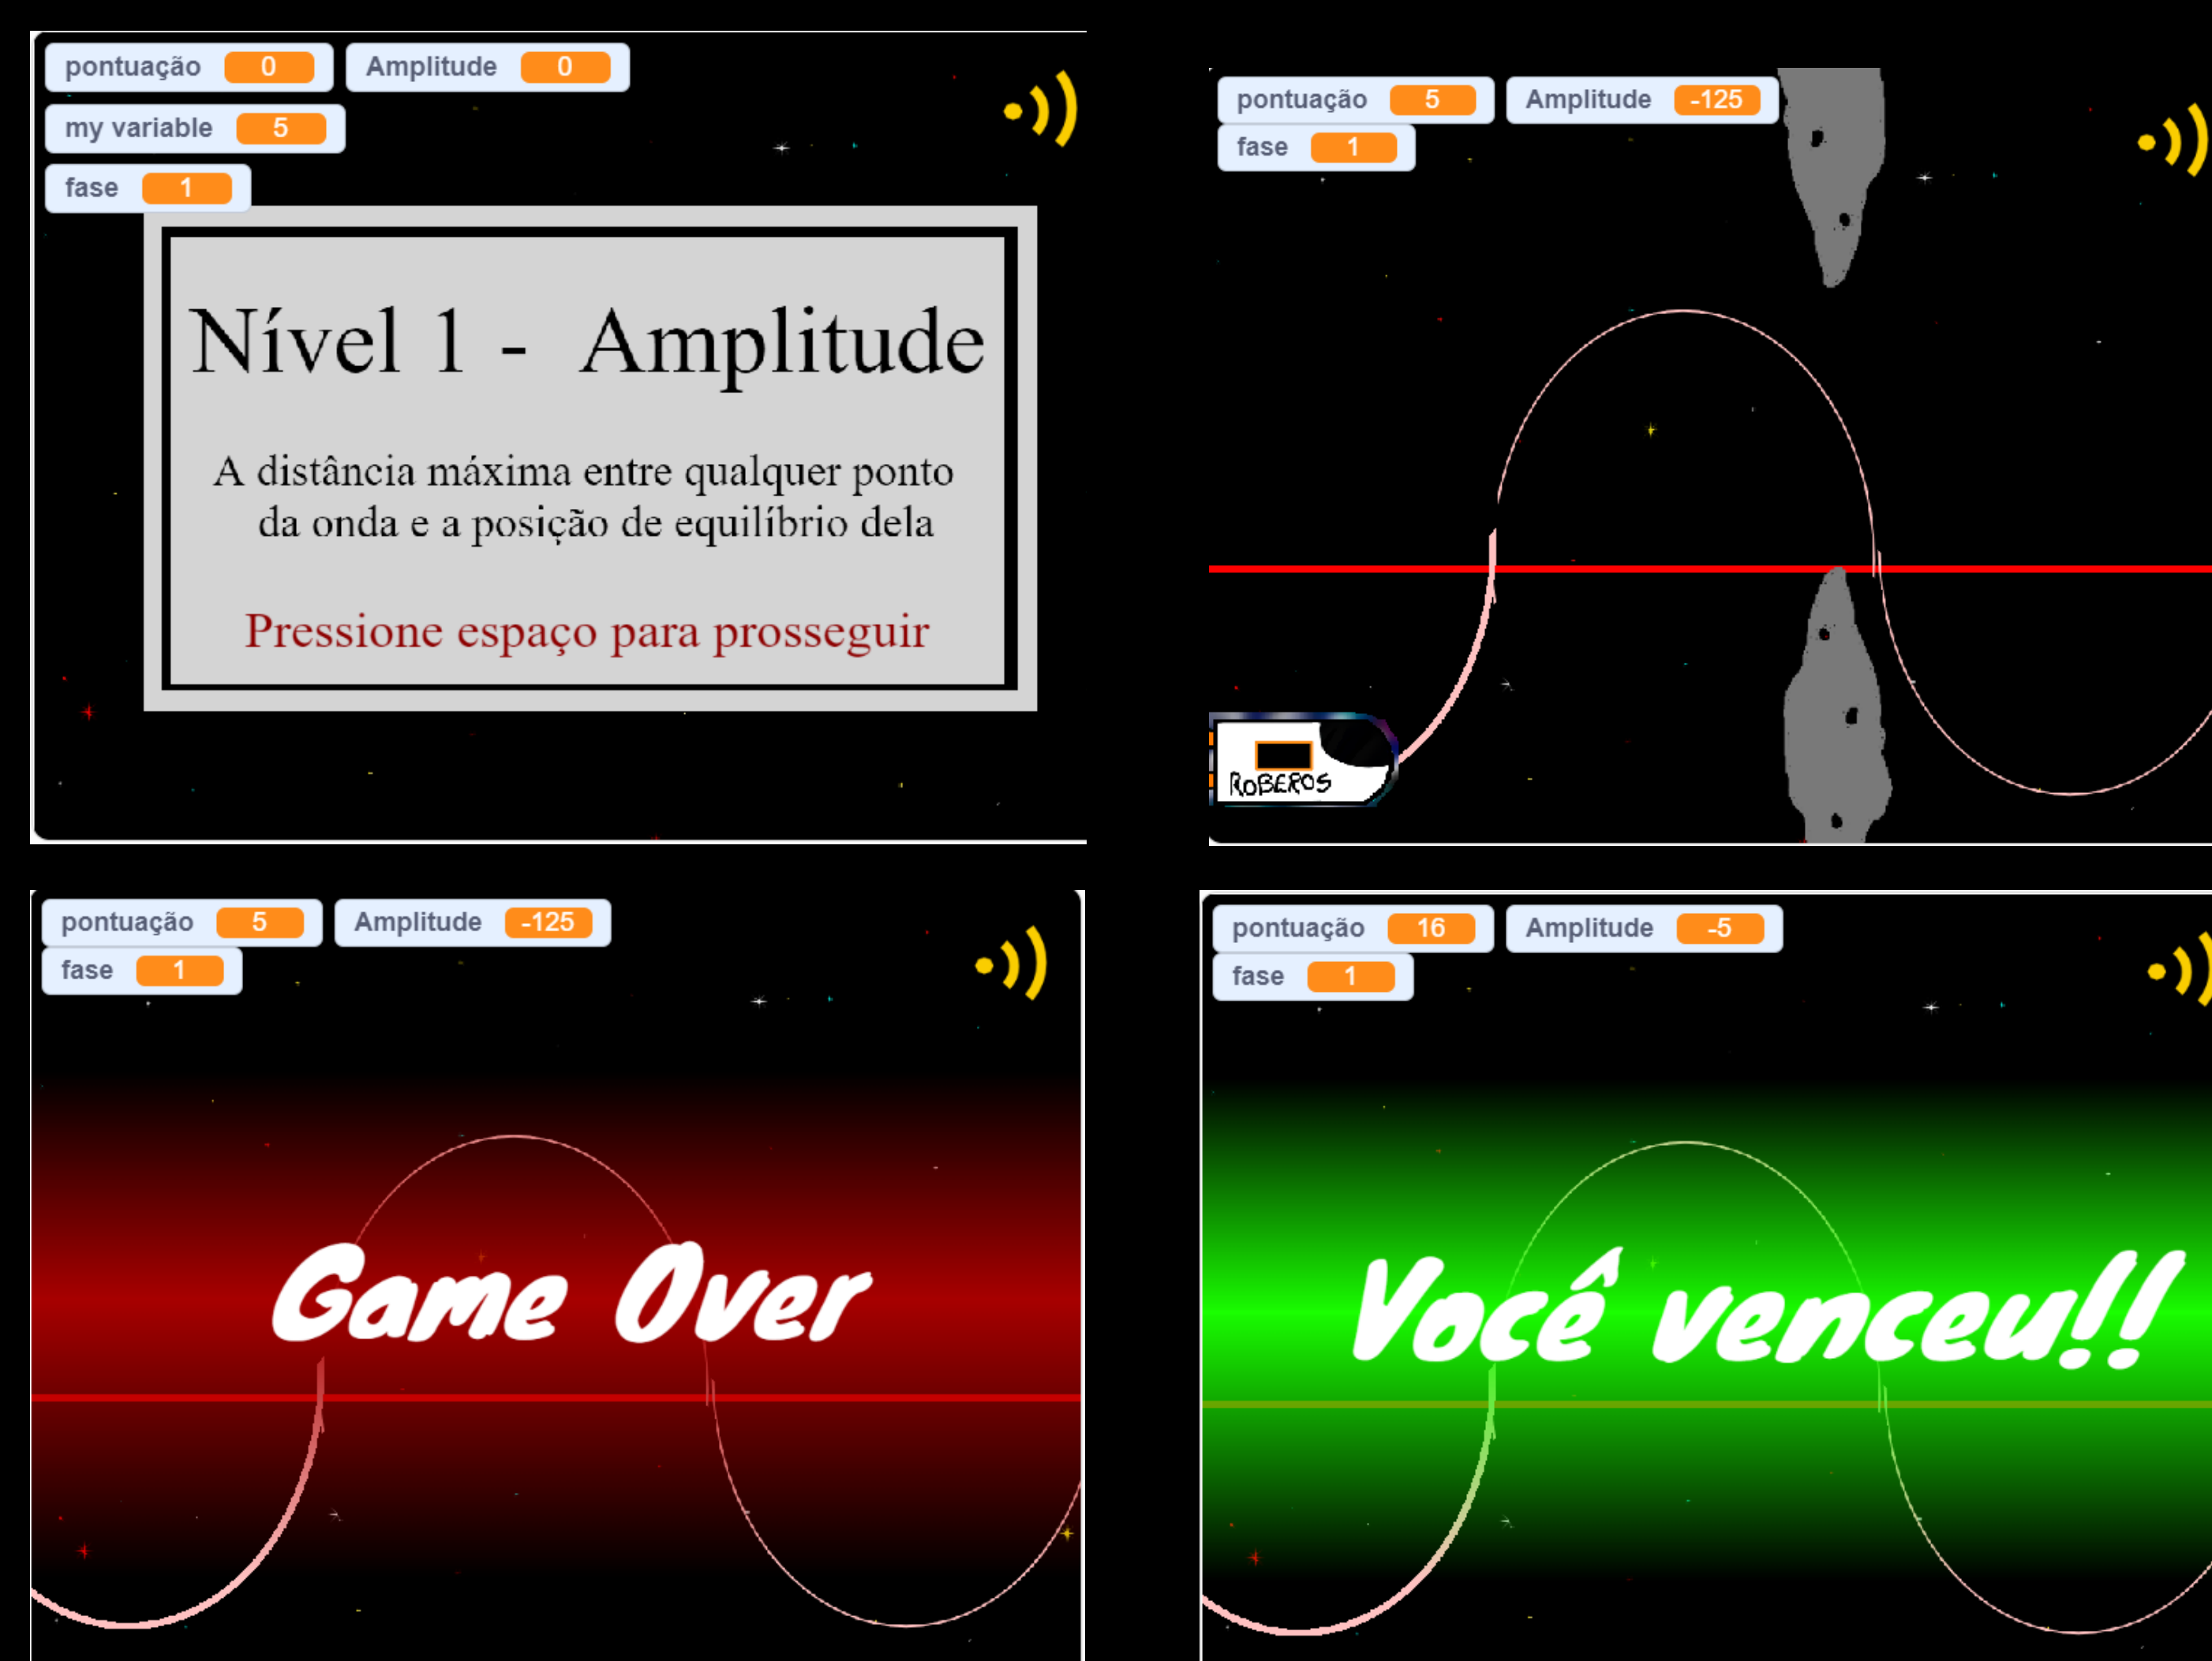 pontuação 0 Amplitude 0
my variable 5
fase 1
Nível 1 - Amplitude
A distância máxima entre qualquer ponto
da onda e a posição de equilíbrio dela
Pressione espaço para prosseguir
pontuação 5 Amplitude -125
fase 1
ROBEROS
pontuação 5 Amplitude -125
fase 1
Game Over
pontuação 16 Amplitude -5
fase 1
Você venceu!!